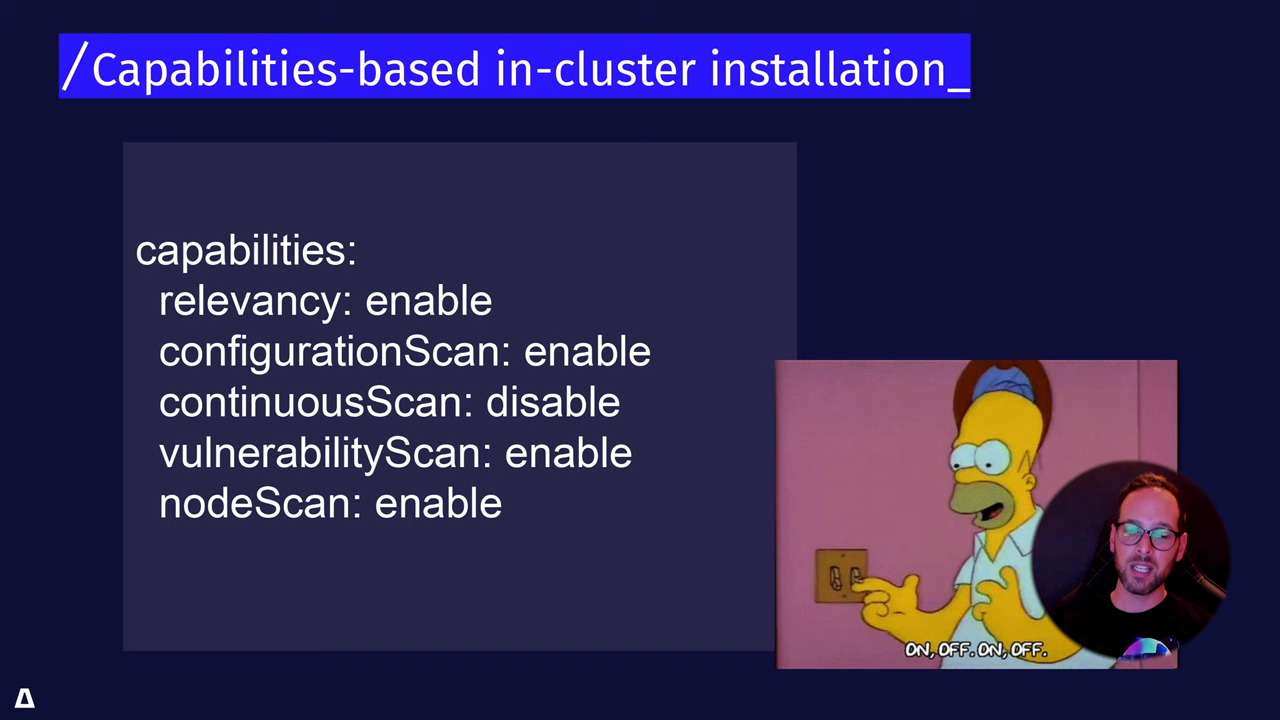 /Capabilities-based in-cluster installation_
capabilities:
relevancy: enable
configurationScan: enable
continuousScan: disable
vulnerabilityScan: enable
nodeScan: enable
ON, OFF. ON, OFF.